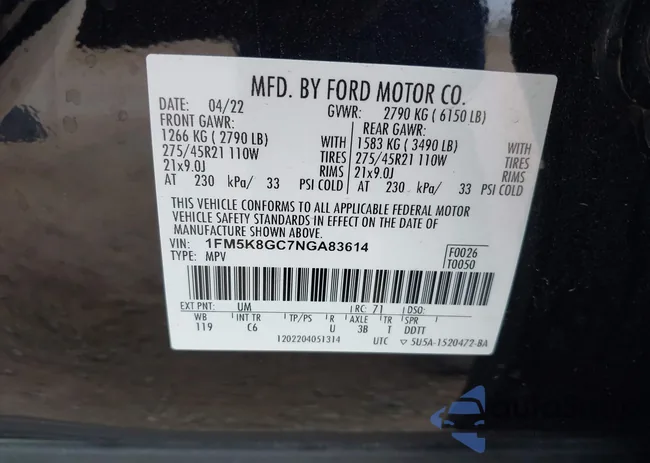 MFD. BY FORD MOTOR CO.
DATE: 04/22 GVWR: 2790 KG ( 6150 LB)
FRONT GAWR: REAR GAWR:
1266 KG ( 2790 LB) WITH 1583 KG ( 3490 LB) WITH
275/45R21 110W TIRES 275/45R21 110W TIRES
21x9.0J RIMS 21x9.0J RIMS
AT 230 kPa/ 33 PSI COLD AT 230 kPa/ 33 PSI COLD
THIS VEHICLE CONFORMS TO ALL APPLICABLE FEDERAL MOTOR
VEHICLE SAFETY STANDARDS IN EFFECT ON THE DATE OF
MANUFACTURE SHOWN ABOVE.
VIN: 1FM5K8GC7NGA83614 F0026
TYPE: MPV T0050
EXT PNT: UM RC: 71 DSO:
WB INT TR TP/PS R AXLE TR SPR
119 C6 U 3B T DDTT
1202204051314 UTC ▽ 5U5A-1520472-BA